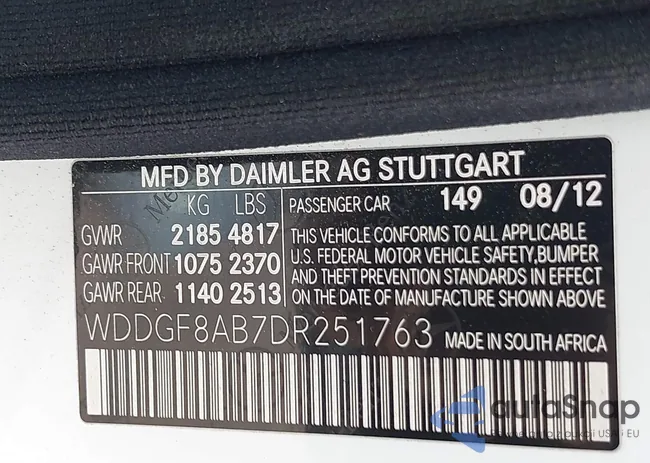 MFD BY DAIMLER AG STUTTGART
KG LBS
GVWR 2185 4817
GAWR FRONT 1075 2370
GAWR REAR 1140 2513
PASSENGER CAR 149 08/12
THIS VEHICLE CONFORMS TO ALL APPLICABLE
U.S. FEDERAL MOTOR VEHICLE SAFETY, BUMPER
AND THEFT PREVENTION STANDARDS IN EFFECT
ON THE DATE OF MANUFACTURE SHOWN ABOVE
WDDGF8AB7DR251763 MADE IN SOUTH AFRICA
autoSnap
USA i EU